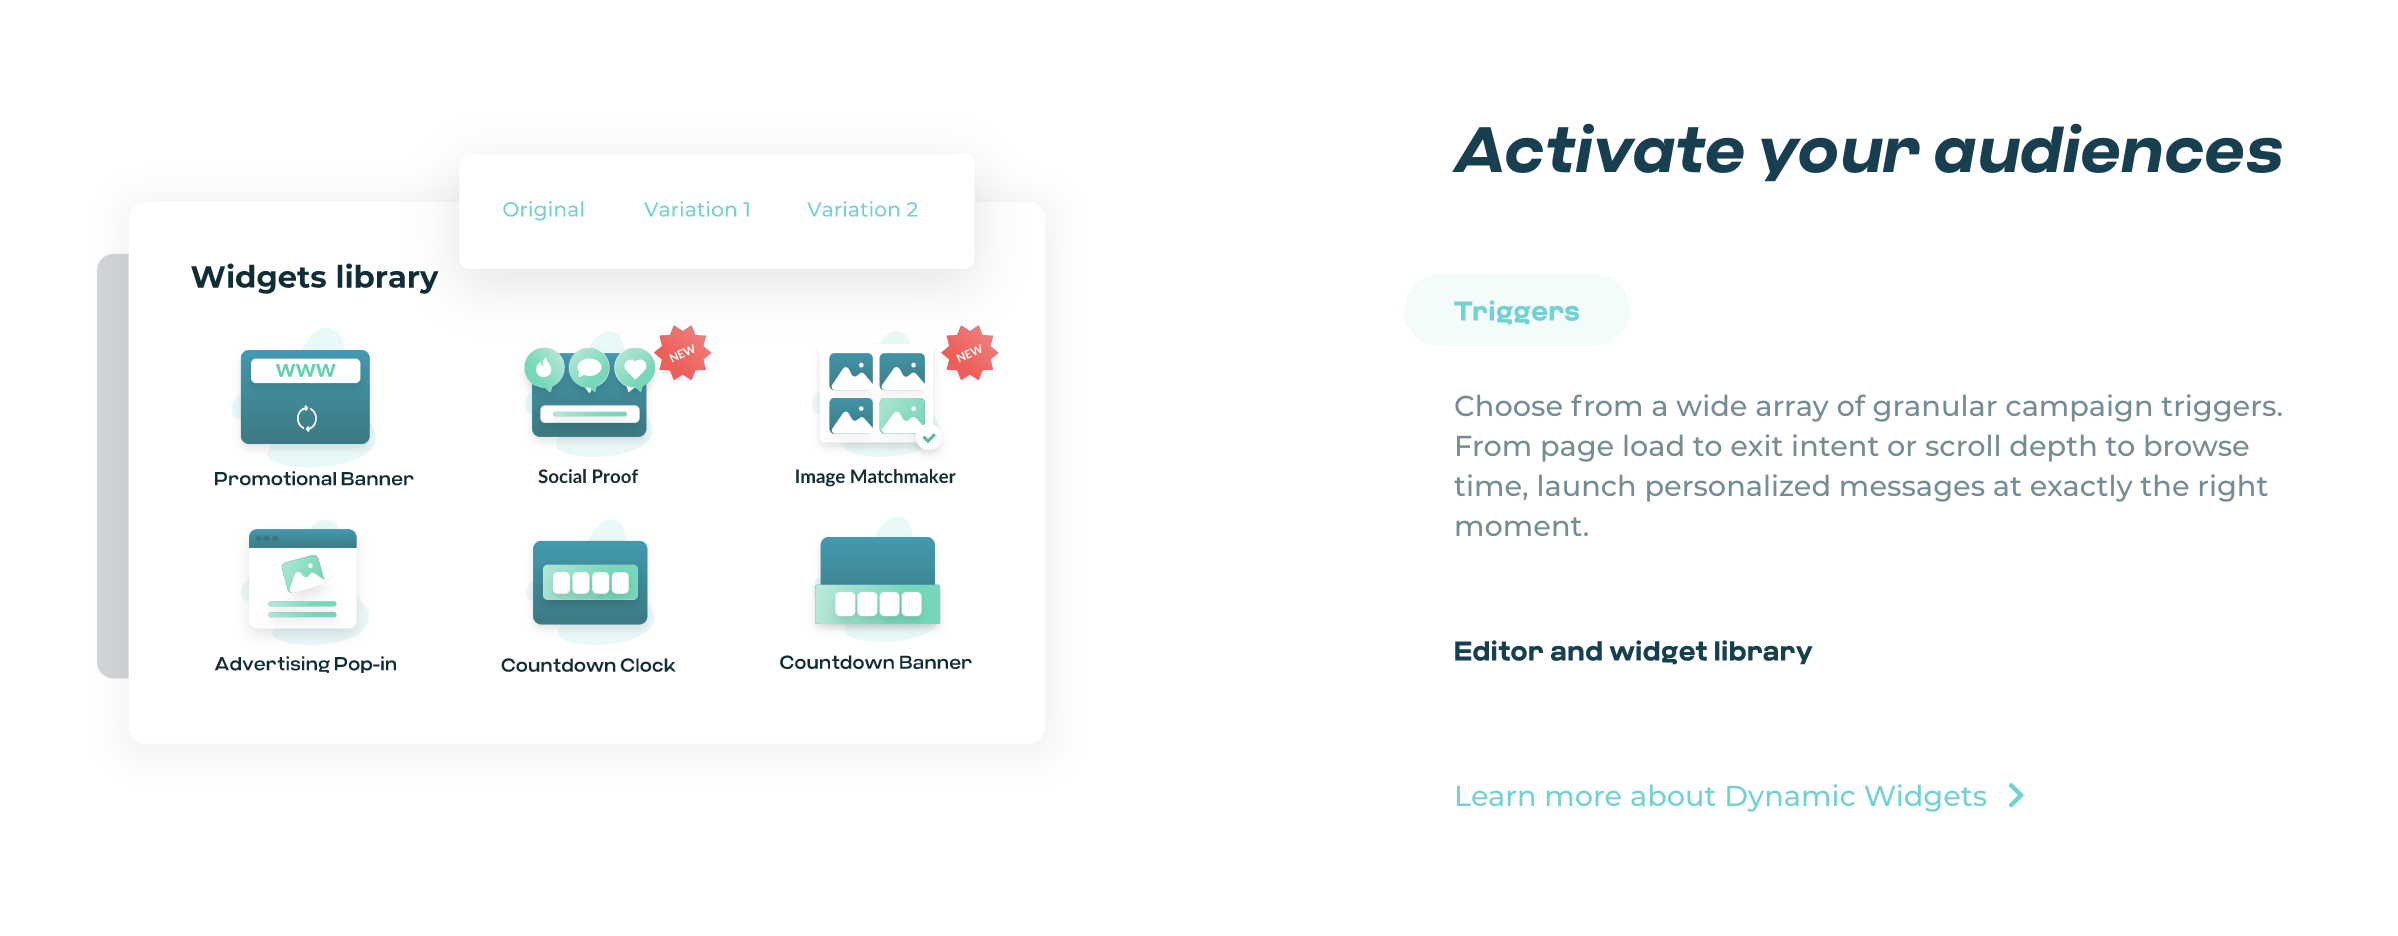 Original Variation 1 Variation 2
Widgets library
WWW
NEW
NEW
Promotional Banner
Social Proof
Image Matchmaker
Advertising Pop-in
Countdown Clock
Countdown Banner
Activate your audiences
Triggers
Choose from a wide array of granular campaign triggers.
From page load to exit intent or scroll depth to browse
time, launch personalized messages at exactly the right
moment.
Editor and widget library
Learn more about Dynamic Widgets